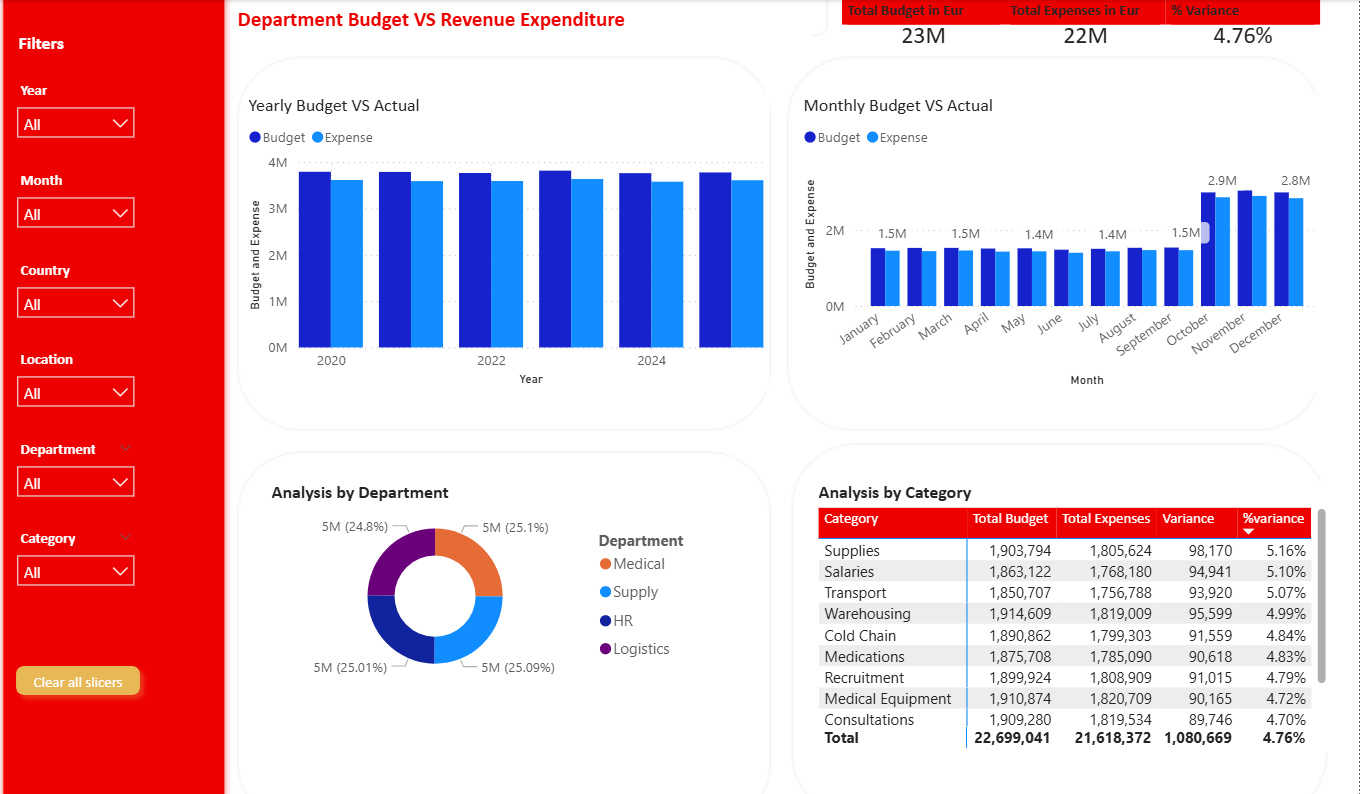 Department Budget VS Revenue Expenditure
Total Budget in Eur
23M
Total Expenses in Eur
22M
% Variance
4.76%
Filters
Year
All
Month
All
Country
All
Location
All
Department
All
Category
All
Clear all slicers
Yearly Budget VS Actual
Budget Expense
4M
3M
2M
1M
0M
Budget and Expense
2020 2022 2024
Year
Monthly Budget VS Actual
Budget Expense
2M
0M
Budget and Expense
1.5M 1.5M 1.4M 1.4M 1.5M 2.9M 2.8M
January February March April May June July August September October November December
Month
Analysis by Department
5M (24.8%)
5M (25.1%)
5M (25.01%)
5M (25.09%)
Department
Medical
Supply
HR
Logistics
Analysis by Category
Category Total Budget Total Expenses Variance %variance
Supplies 1,903,794 1,805,624 98,170 5.16%
Salaries 1,863,122 1,768,180 94,941 5.10%
Transport 1,850,707 1,756,788 93,920 5.07%
Warehousing 1,914,609 1,819,009 95,599 4.99%
Cold Chain 1,890,862 1,799,303 91,559 4.84%
Medications 1,875,708 1,785,090 90,618 4.83%
Recruitment 1,899,924 1,808,909 91,015 4.79%
Medical Equipment 1,910,874 1,820,709 90,165 4.72%
Consultations 1,909,280 1,819,534 89,746 4.70%
Total 22,699,041 21,618,372 1,080,669 4.76%